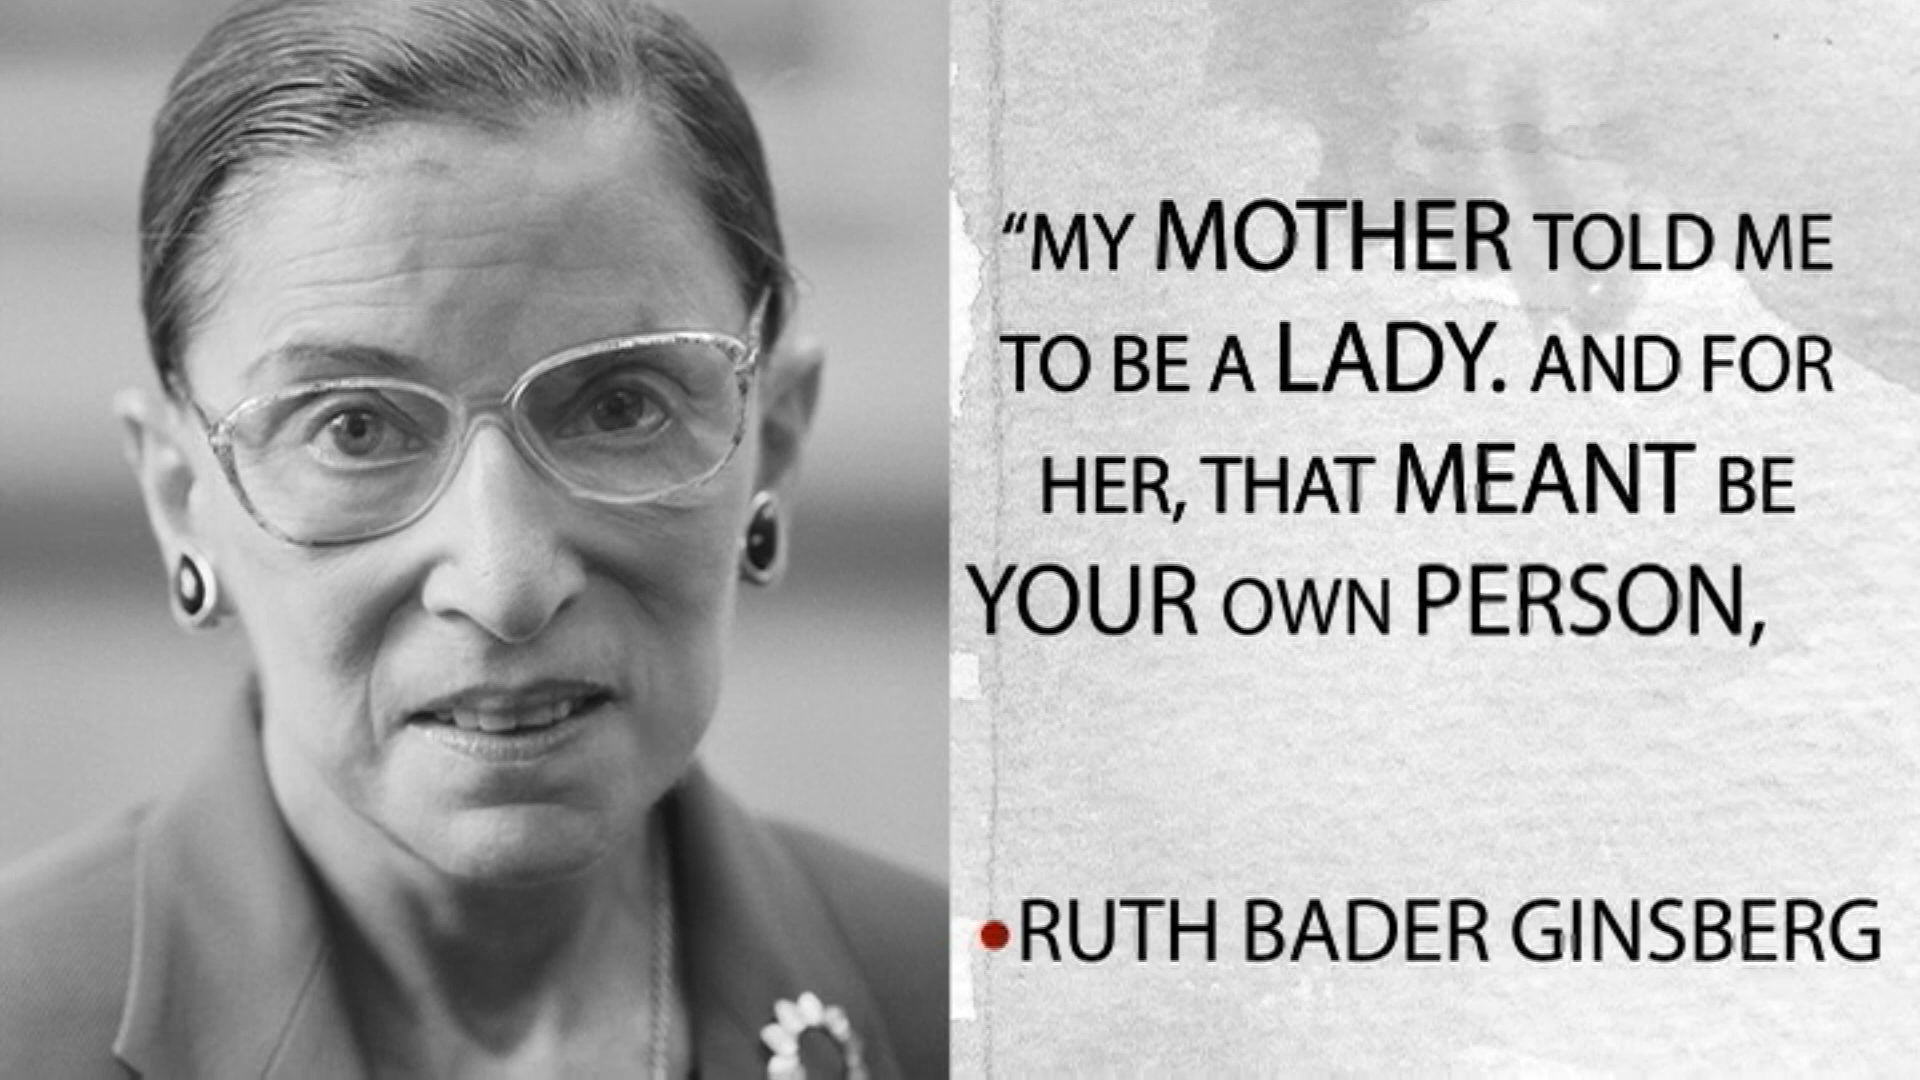 “MY MOTHER TOLD ME
TO BE A LADY. AND FOR
HER, THAT MEANT BE
YOUR OWN PERSON,
•RUTH BADER GINSBERG